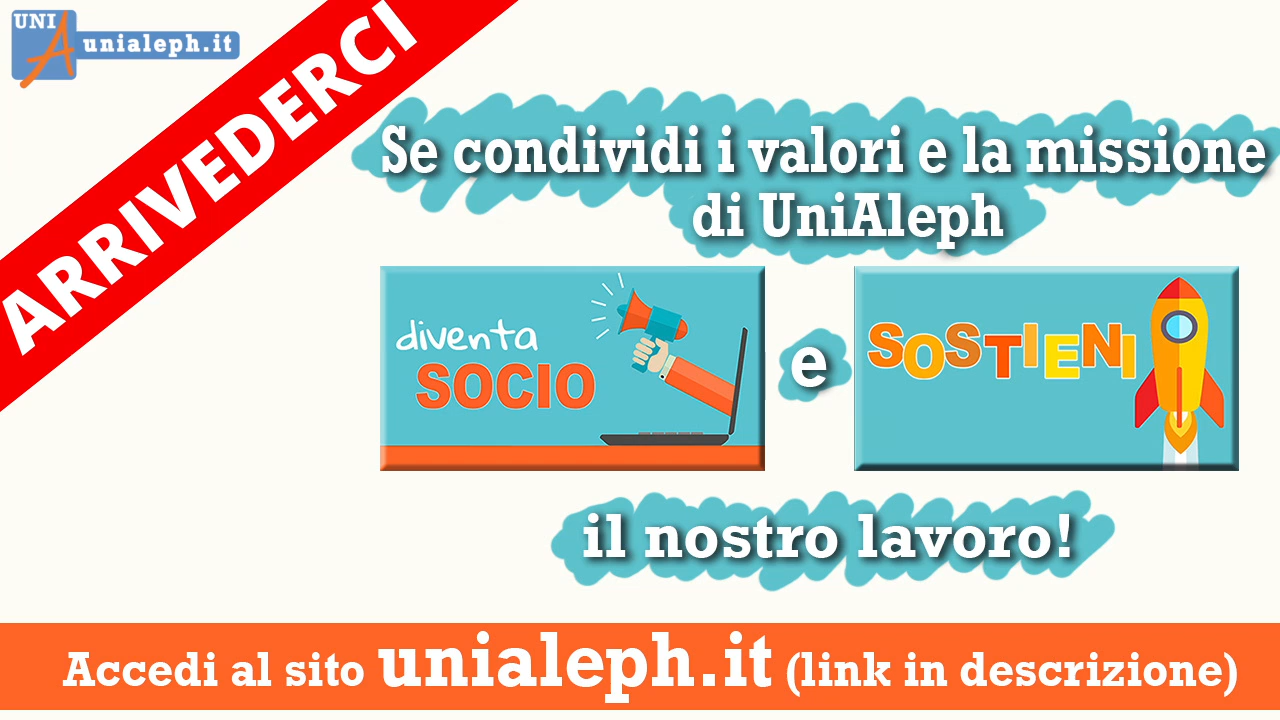 UNI
unialeph.it
ARRIVEDERCI
Se condividi i valori e la missione
di UniAleph
diventa
SOCIO
e
SOSTIENI
il nostro lavoro!
Accedi al sito unialeph.it (link in descrizione)